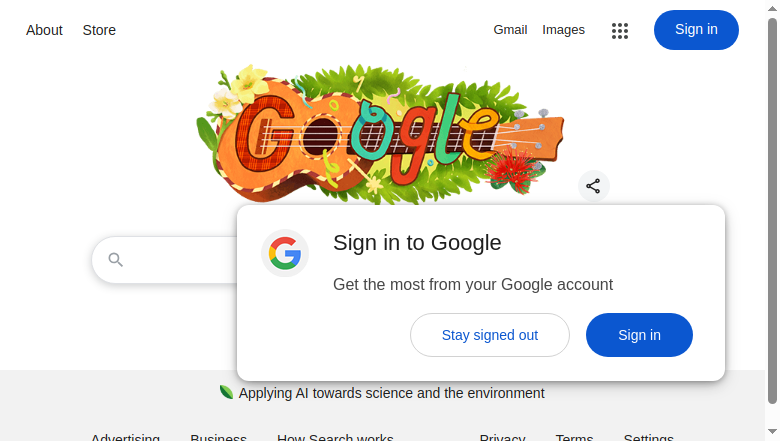 About Store Gmail Images Sign in
Google
Sign in to Google
Get the most from your Google account
Stay signed out Sign in
Applying AI towards science and the environment
Advertising Business How Search works Privacy Terms Settings